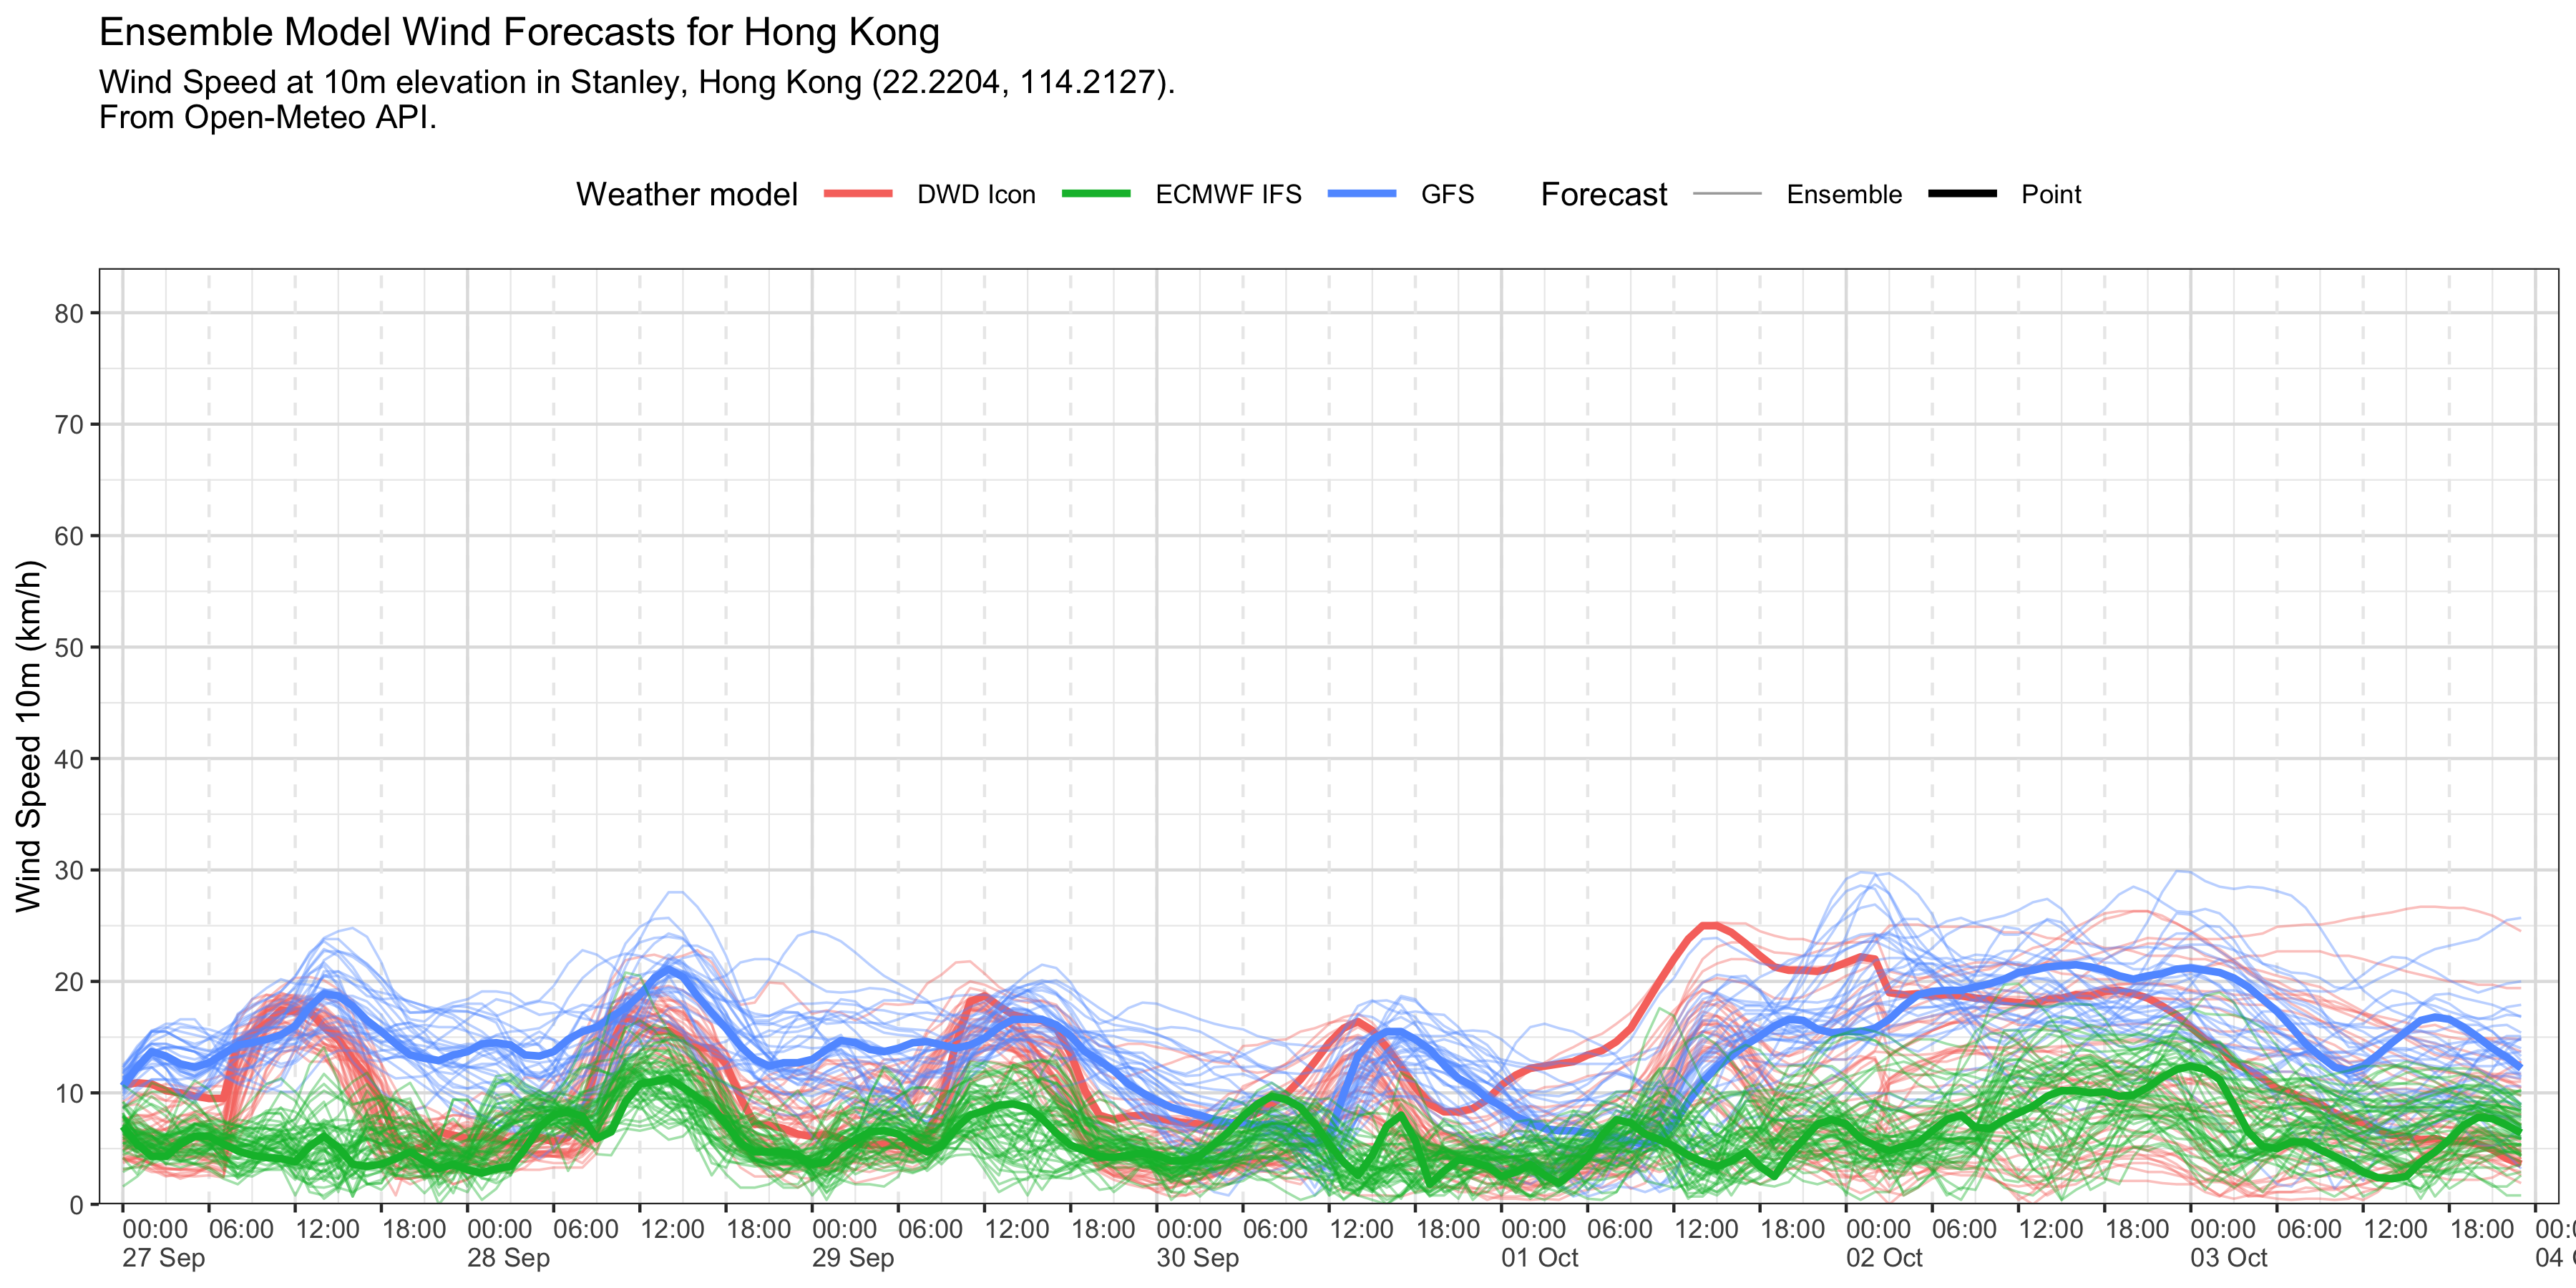 Ensemble Model Wind Forecasts for Hong Kong
Wind Speed at 10m elevation in Stanley, Hong Kong (22.2204, 114.2127).
From Open-Meteo API.
Weather model DWD Icon ECMWF IFS GFS Forecast Ensemble Point
Wind Speed 10m (km/h)
80
70
60
50
40
30
20
10
0
00:00 06:00 12:00 18:00 00:00 06:00 12:00 18:00 00:00 06:00 12:00 18:00 00:00 06:00 12:00 18:00 00:00 06:00 12:00 18:00 00:00 06:00 12:00 18:00 00:00 06:00 12:00 18:00 00:
27 Sep 28 Sep 29 Sep 30 Sep 01 Oct 02 Oct 03 Oct 04